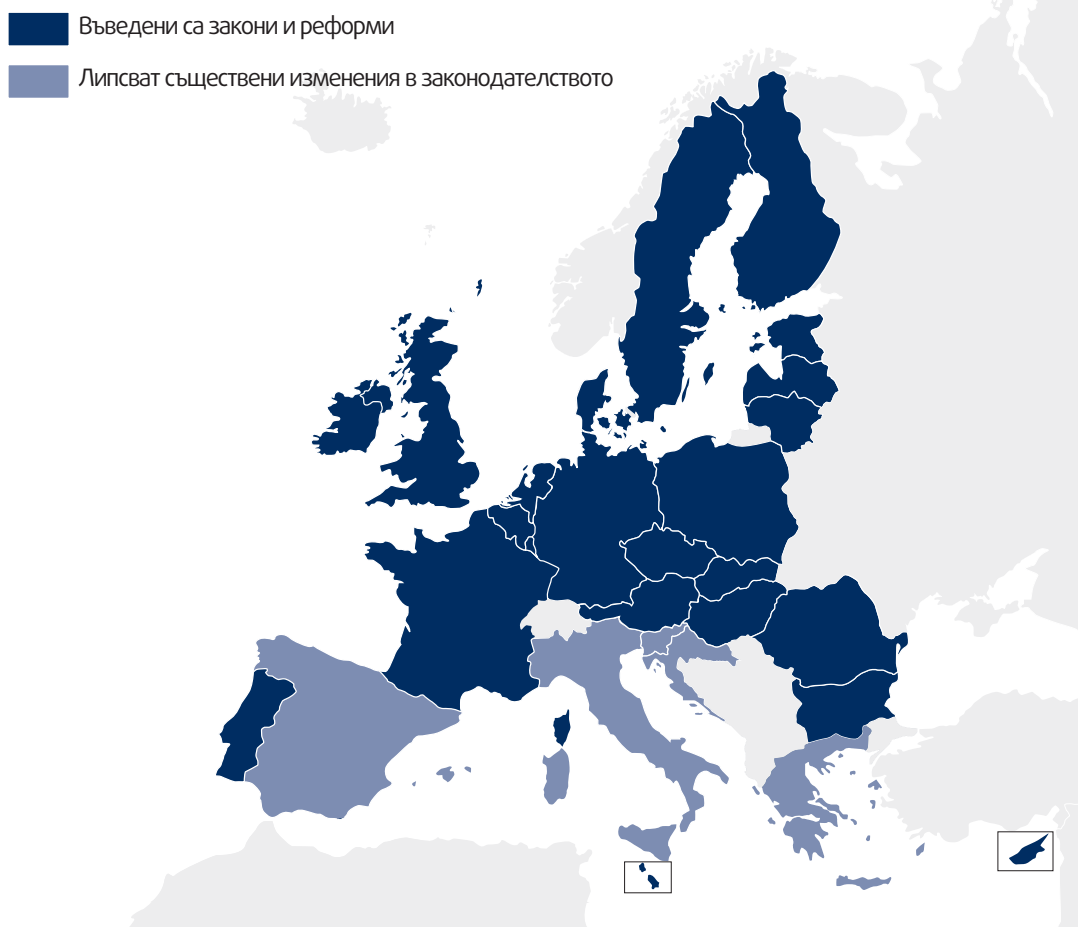 Въведени са закони и реформи
Липсват съществени изменения в законодателството